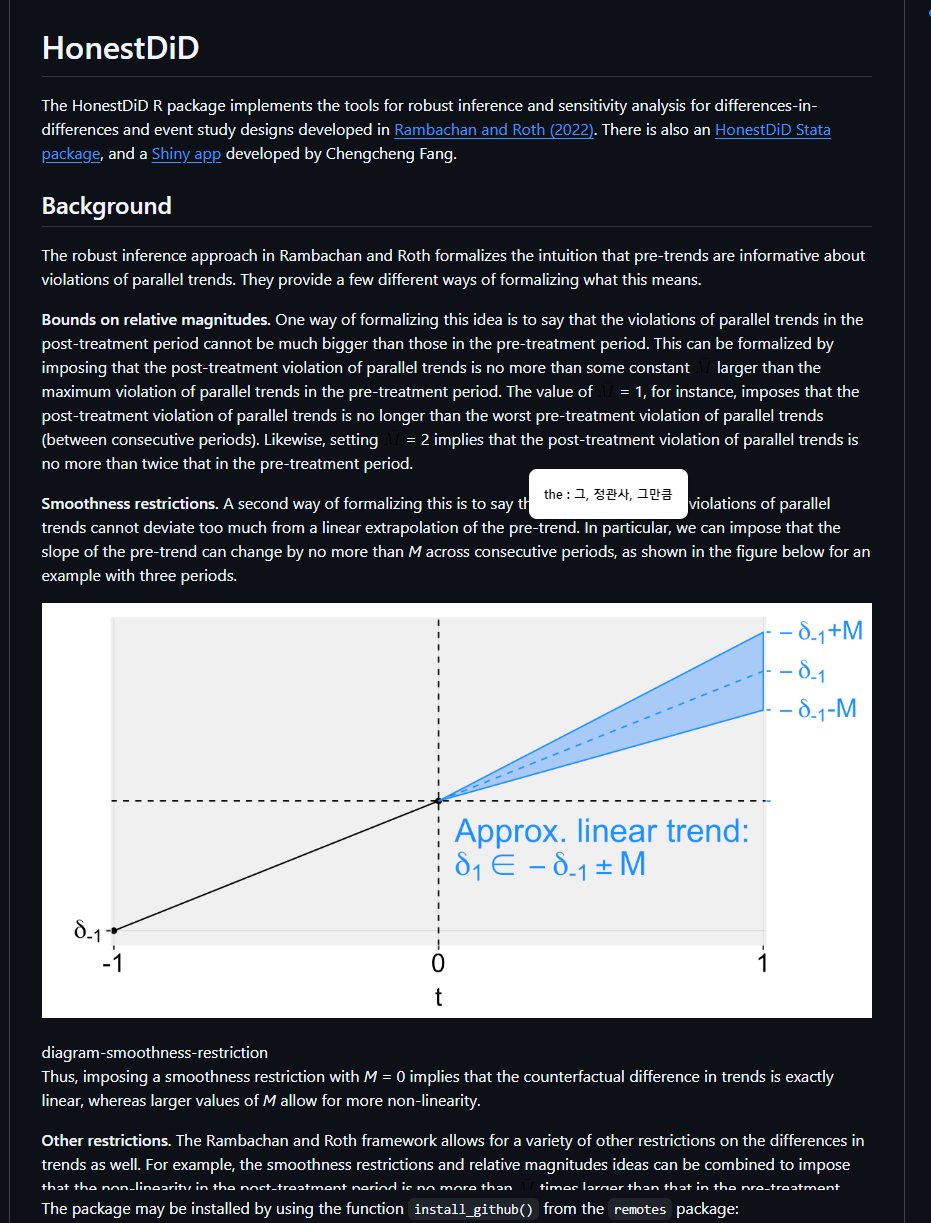 HonestDiD
The HonestDiD R package implements the tools for robust inference and sensitivity analysis for differences-in-
differences and event study designs developed in Rambachan and Roth (2022). There is also an HonestDiD Stata
package, and a Shiny app developed by Chengcheng Fang.
Background
The robust inference approach in Rambachan and Roth formalizes the intuition that pre-trends are informative about
violations of parallel trends. They provide a few different ways of formalizing what this means.
Bounds on relative magnitudes. One way of formalizing this idea is to say that the violations of parallel trends in the
post-treatment period cannot be much bigger than those in the pre-treatment period. This can be formalized by
imposing that the post-treatment violation of parallel trends is no more than some constant M larger than the
maximum violation of parallel trends in the pre-treatment period. The value of M = 1, for instance, imposes that the
post-treatment violation of parallel trends is no longer than the worst pre-treatment violation of parallel trends
(between consecutive periods). Likewise, setting M = 2 implies that the post-treatment violation of parallel trends is
no more than twice that in the pre-treatment period.
the : 그, 정관사, 그만큼
Smoothness restrictions. A second way of formalizing this is to say th violations of parallel
trends cannot deviate too much from a linear extrapolation of the pre-trend. In particular, we can impose that the
slope of the pre-trend can change by no more than M across consecutive periods, as shown in the figure below for an
example with three periods.
− δ-1+M
− δ-1
− δ-1-M
Approx. linear trend:
δ1 ∈ − δ-1 ± M
δ-1
-1 0 1
t
diagram-smoothness-restriction
Thus, imposing a smoothness restriction with M = 0 implies that the counterfactual difference in trends is exactly
linear, whereas larger values of M allow for more non-linearity.
Other restrictions. The Rambachan and Roth framework allows for a variety of other restrictions on the differences in
trends as well. For example, the smoothness restrictions and relative magnitudes ideas can be combined to impose
that the non-linearity in the post-treatment period is no more than times larger than that in the pre-treatment
The package may be installed by using the function install_github() from the remotes package: